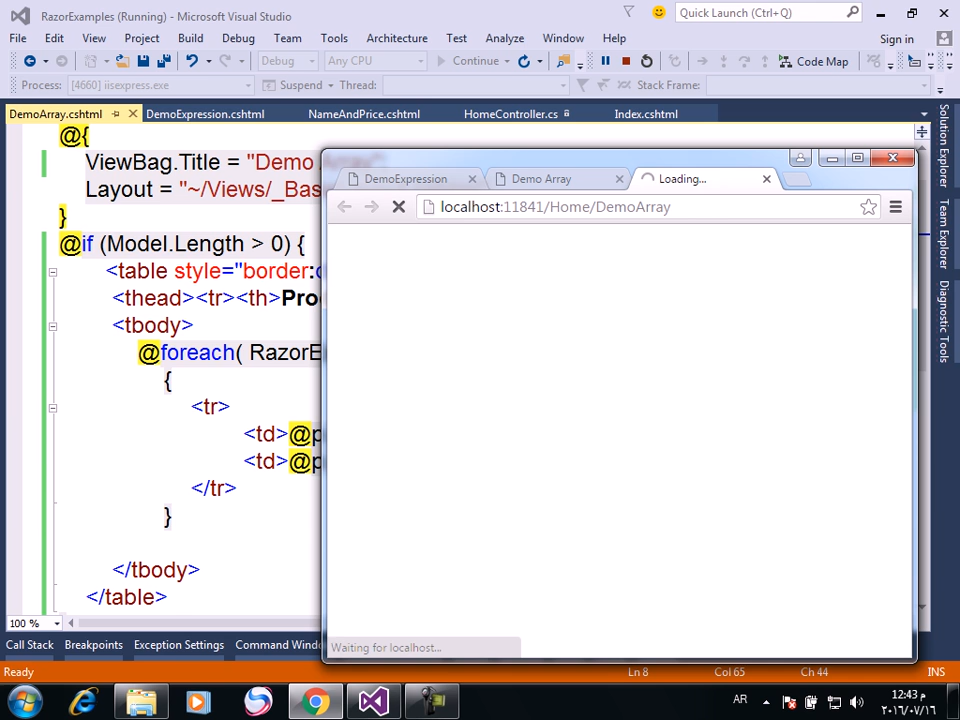 RazorExamples (Running) - Microsoft Visual Studio
Quick Launch (Ctrl+Q)
File Edit View Project Build Debug Team Tools Architecture Test Analyze Window Help
Sign in
Debug Any CPU Continue Code Map
Process: [4660] iisexpress.exe Suspend Thread: Stack Frame:
DemoArray.cshtml DemoExpression.cshtml NameAndPrice.cshtml HomeController.cs Index.cshtml
@{
ViewBag.Title = "Demo Array";
Layout = "~/Views/_Bas
}
@if (Model.Length > 0) {
<table style="border:
<thead><tr><th>Pro
<tbody>
@foreach( RazorE
{
<tr>
<td>@p
<td>@p
</tr>
}
</tbody>
</table>
100 %
DemoExpression Demo Array Loading...
localhost:11841/Home/DemoArray
Waiting for localhost...
Solution Explorer
Team Explorer
Diagnostic Tools
Call Stack Breakpoints Exception Settings Command Windo
Ready Ln 8 Col 65 Ch 44 INS
AR
12:43 م
٢٠١٦/٠٧/١٦